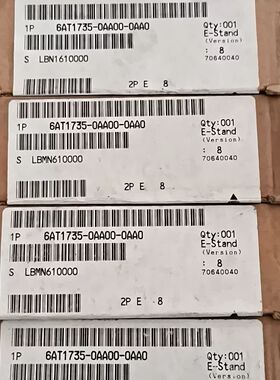 1P 6AT1735-0AA00-0AA0 Qty:001
E-Stand
(Version)
: 8
S LBN1610000 70640040
2P E 8
1P 6AT1735-0AA00-0AA0 Qty:001
E-Stand
(Version)
: 8
S LBMN610000 70640040
2P E 8
1P 6AT1735-0AA00-0AA0 Qty:001
E-Stand
(Version)
: 8
S LBMN610000 70640040
2P E 8
1P 6AT1735-0AA00-0AA0 Qty:001
E-Stand
(Version)
: 8